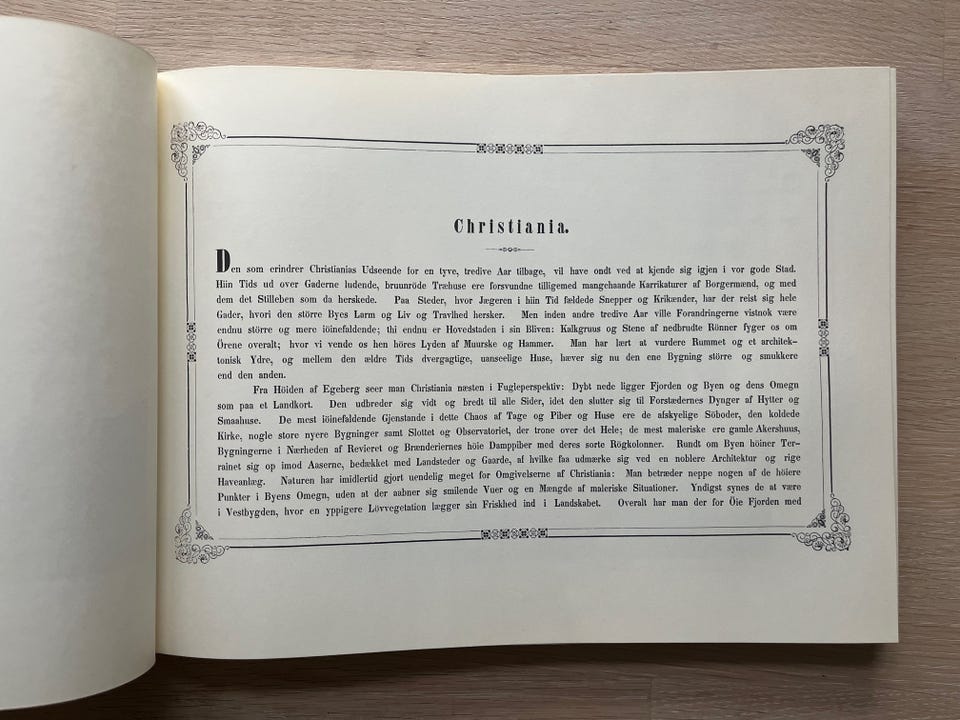 Christiania.
Den som erindrer Christianias Udseende for en tyve, tredive Aar tilbage, vil have ondt ved at kjende sig igjen i vor gode Stad.
Hiin Tids ud over Gaderne ludende, bruunröde Træhuse ere forsvundne tilligemed mangehaande Karrikaturer af Borgermænd, og med
dem det Stilleben som da herskede. Paa Steder, hvor Jægeren i hiin Tid fældede Snepper og Krikænder, har der reist sig hele
Gader, hvori den större Byes Larm og Liv og Travlhed hersker. Men inden andre tredive Aar ville Forandringerne vistnok være
endnu större og mere iöinefaldende; thi endnu er Hovedstaden i sin Bliven: Kalkgruus og Stene af nedbrudte Rönner fyger os om
Örene overalt; hvor vi vende os hen höres Lyden af Muurske og Hammer. Man har lært at vurdere Rummet og et architek-
tonisk Ydre, og mellem den ældre Tids dvergagtige, uanseelige Huse, hæver sig nu den ene Bygning större og smukkere
end den anden.
Fra Höiden af Egeberg seer man Christiania næsten i Fugleperspektiv: Dybt nede ligger Fjorden og Byen og dens Omegn
som paa et Landkort. Den udbreder sig vidt og bredt til alle Sider, idet den slutter sig til Forstædernes Dynger af Hytter og
Smaahuse. De mest iöinefaldende Gjenstande i dette Chaos af Tage og Piber og Huse ere de afskyelige Söboder, den koldede
Kirke, nogle store nyere Bygninger samt Slottet og Observatoriet, der trone over det Hele; de mest maleriske ere gamle Akershuus,
Bygningerne i Nærheden af Revieret og Brænderiernes höie Damppiber med deres sorte Rögkolonner. Rundt om Byen höiner Ter-
rainet sig op imod Aaserne, bedækket med Landsteder og Gaarde, af hvilke faa udmærke sig ved en noblere Architektur og rige
Haveanlæg. Naturen har imidlertid gjort uendelig meget for Omgivelserne af Christiania: Man betræder neppe nogen af de höiere
Punkter i Byens Omegn, uden at der aabner sig smilende Vuer og en Mængde af maleriske Situationer. Yndigst synes de at være
i Vestbygden, hvor en yppigere Lövvegetation lægger sin Friskhed ind i Landskabet. Overalt har man der for Öie Fjorden med